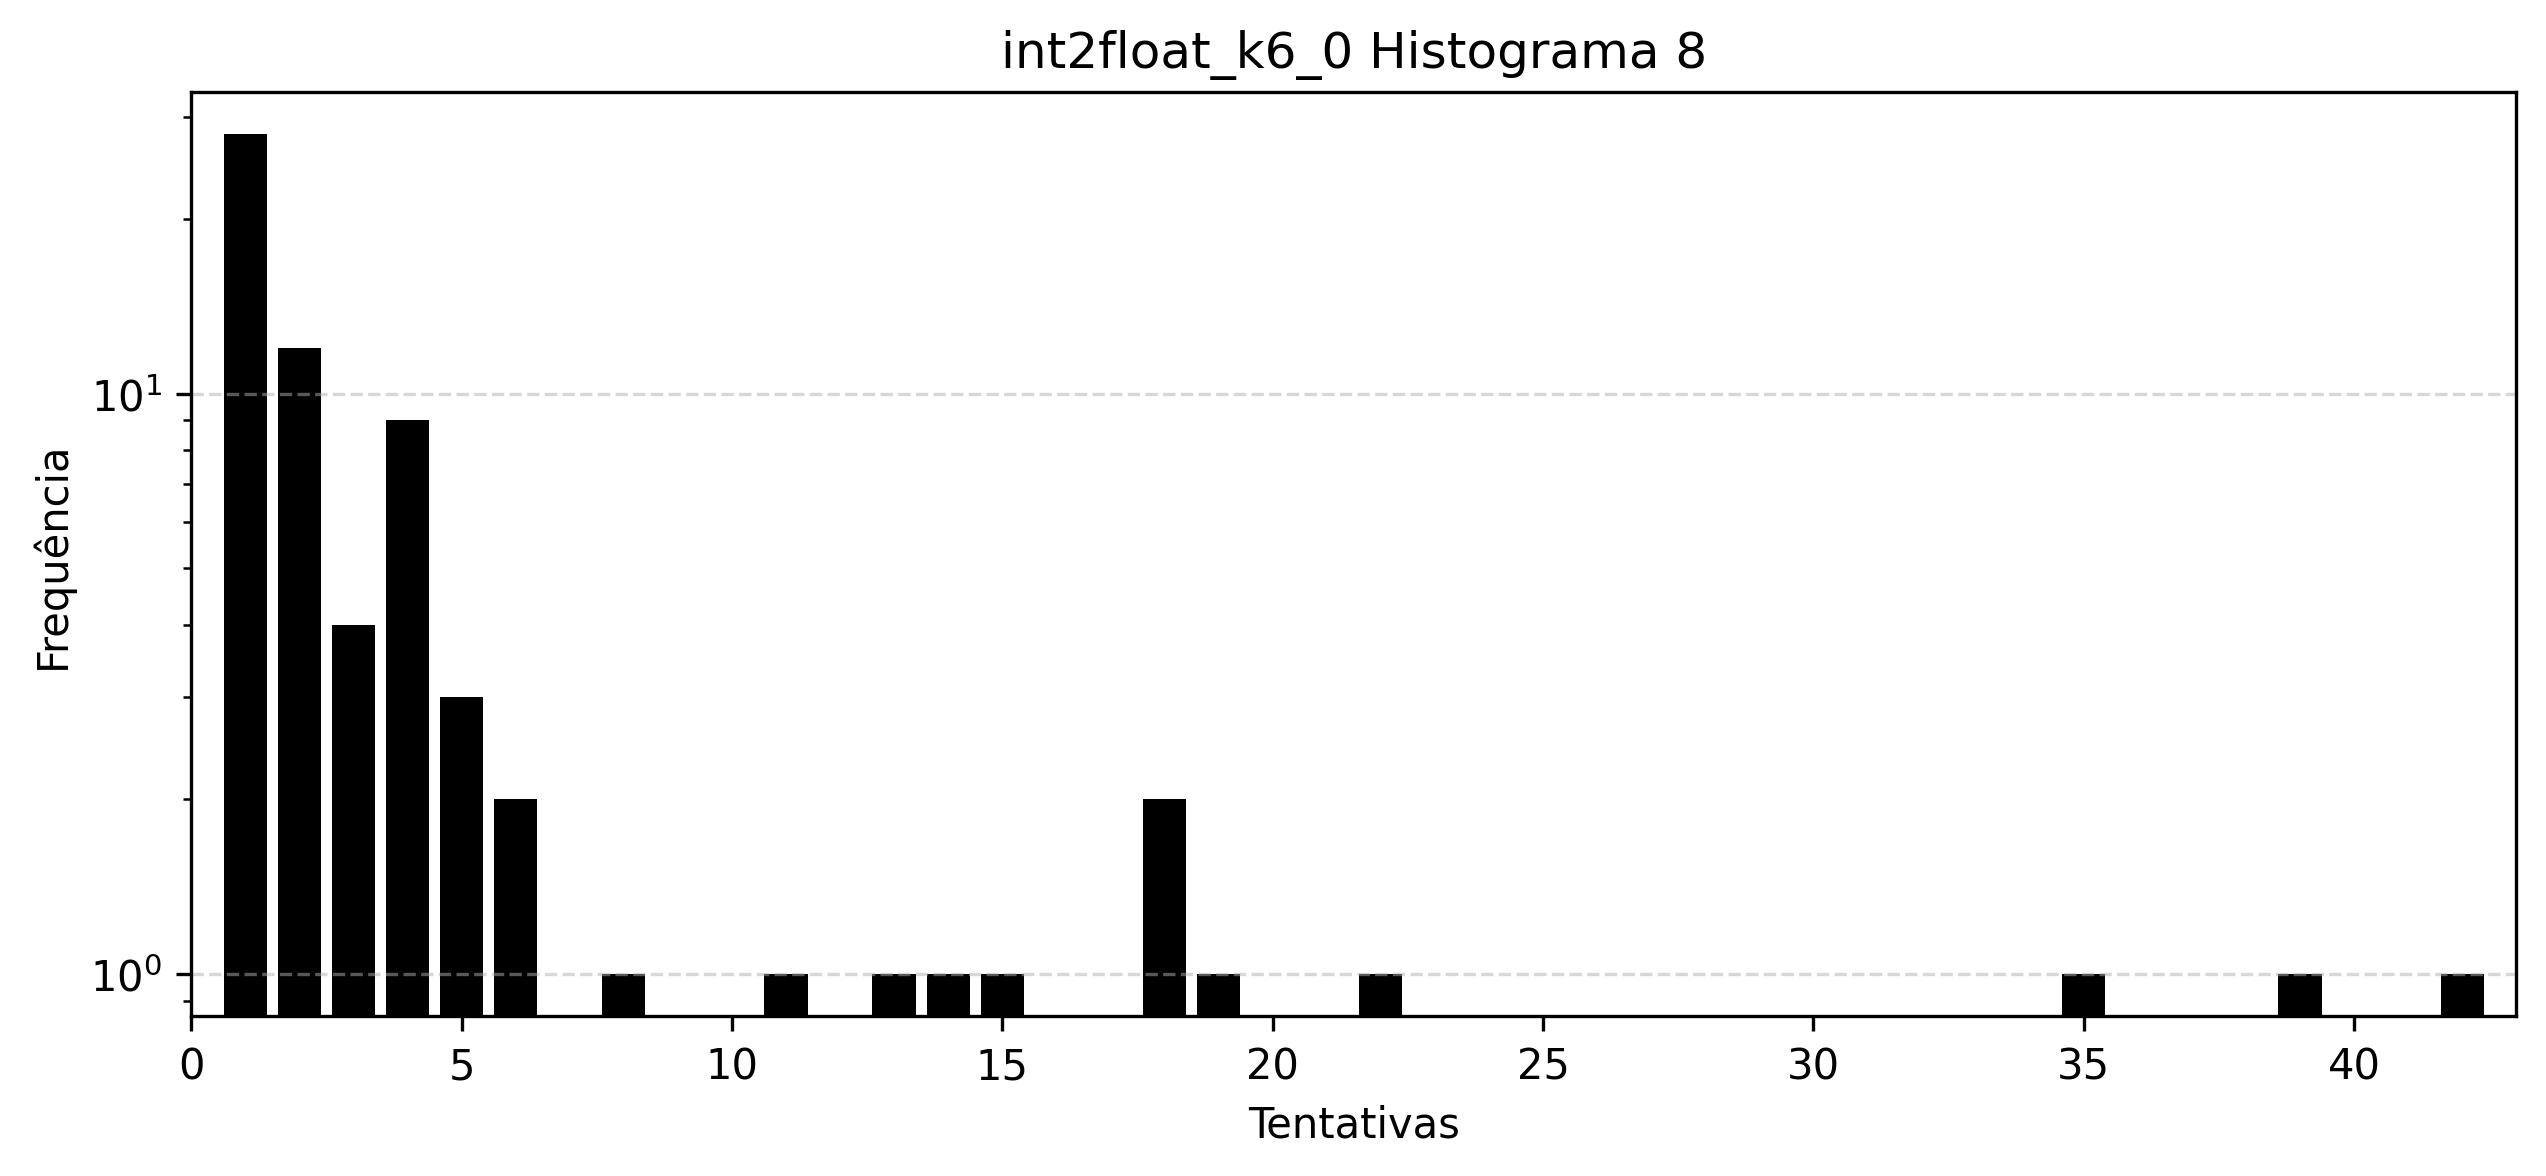 int2float_k6_0 Histograma 8
Frequência
10¹
10⁰
0 5 10 15 20 25 30 35 40
Tentativas